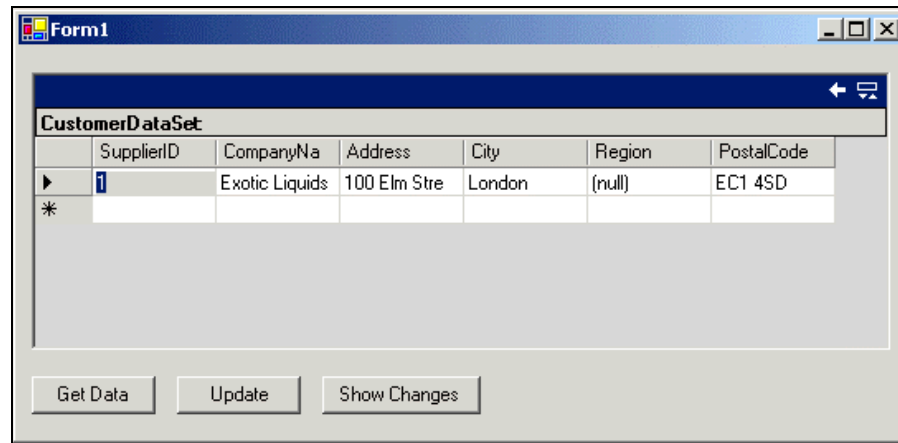 Form1
CustomerDataSet:
SupplierID CompanyNa Address City Region PostalCode
1 Exotic Liquids 100 Elm Stre London (null) EC1 4SD
Get Data Update Show Changes